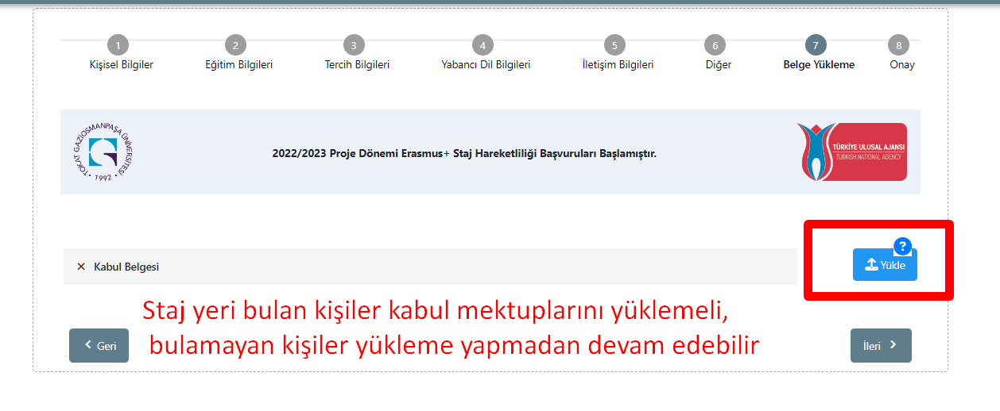 1 2 3 4 5 6 7 8
Kişisel Bilgiler Eğitim Bilgileri Tercih Bilgileri Yabancı Dil Bilgileri İletişim Bilgileri Diğer Belge Yükleme Onay
TOKAT GAZİOSMANPAŞA ÜNİVERSİTESİ
• 1992 •
2022/2023 Proje Dönemi Erasmus+ Staj Hareketliliği Başvuruları Başlamıştır.
TÜRKİYE ULUSAL AJANSI
TURKISH NATIONAL AGENCY
?
× Kabul Belgesi
Yükle
Staj yeri bulan kişiler kabul mektuplarını yüklemeli,
bulamayan kişiler yükleme yapmadan devam edebilir
Geri
İleri